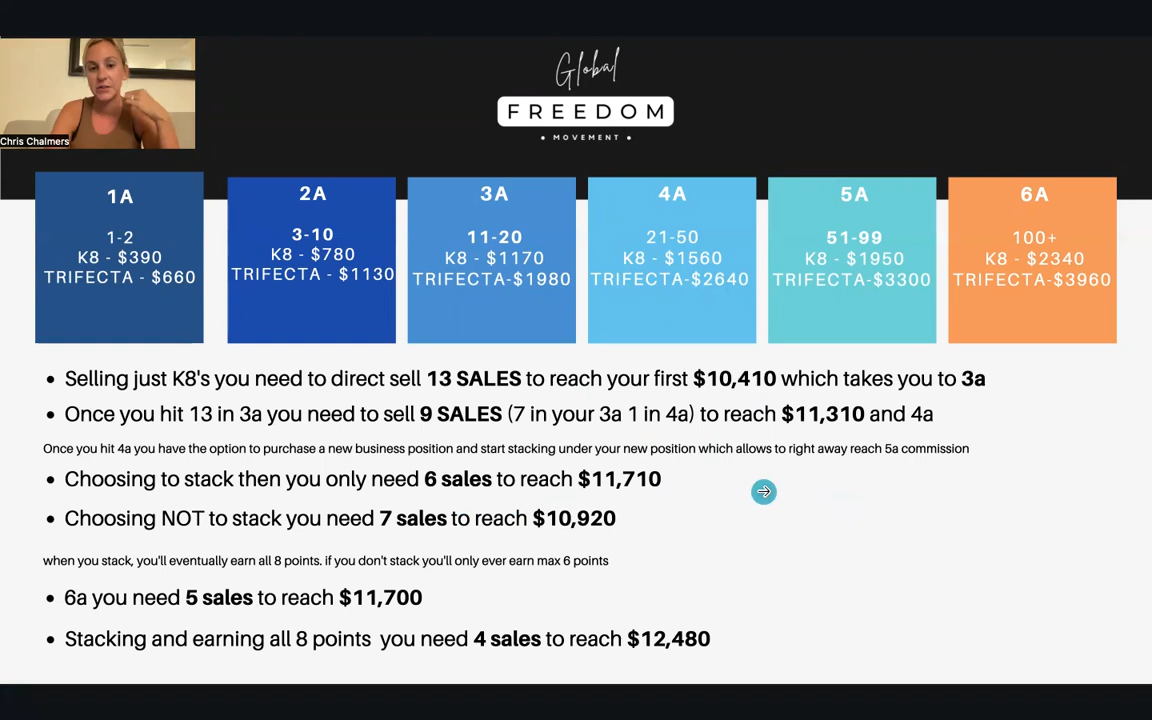 Chris Chalmers
Global
FREEDOM
• MOVEMENT •
1A
1-2
K8 - $390
TRIFECTA - $660
2A
3-10
K8 - $780
TRIFECTA - $1130
3A
11-20
K8 - $1170
TRIFECTA-$1980
4A
21-50
K8 - $1560
TRIFECTA-$2640
5A
51-99
K8 - $1950
TRIFECTA-$3300
6A
100+
K8 - $2340
TRIFECTA-$3960
• Selling just K8's you need to direct sell 13 SALES to reach your first $10,410 which takes you to 3a
• Once you hit 13 in 3a you need to sell 9 SALES (7 in your 3a 1 in 4a) to reach $11,310 and 4a
Once you hit 4a you have the option to purchase a new business position and start stacking under your new position which allows to right away reach 5a commission
• Choosing to stack then you only need 6 sales to reach $11,710
• Choosing NOT to stack you need 7 sales to reach $10,920
when you stack, you'll eventually earn all 8 points. if you don't stack you'll only ever earn max 6 points
• 6a you need 5 sales to reach $11,700
• Stacking and earning all 8 points you need 4 sales to reach $12,480